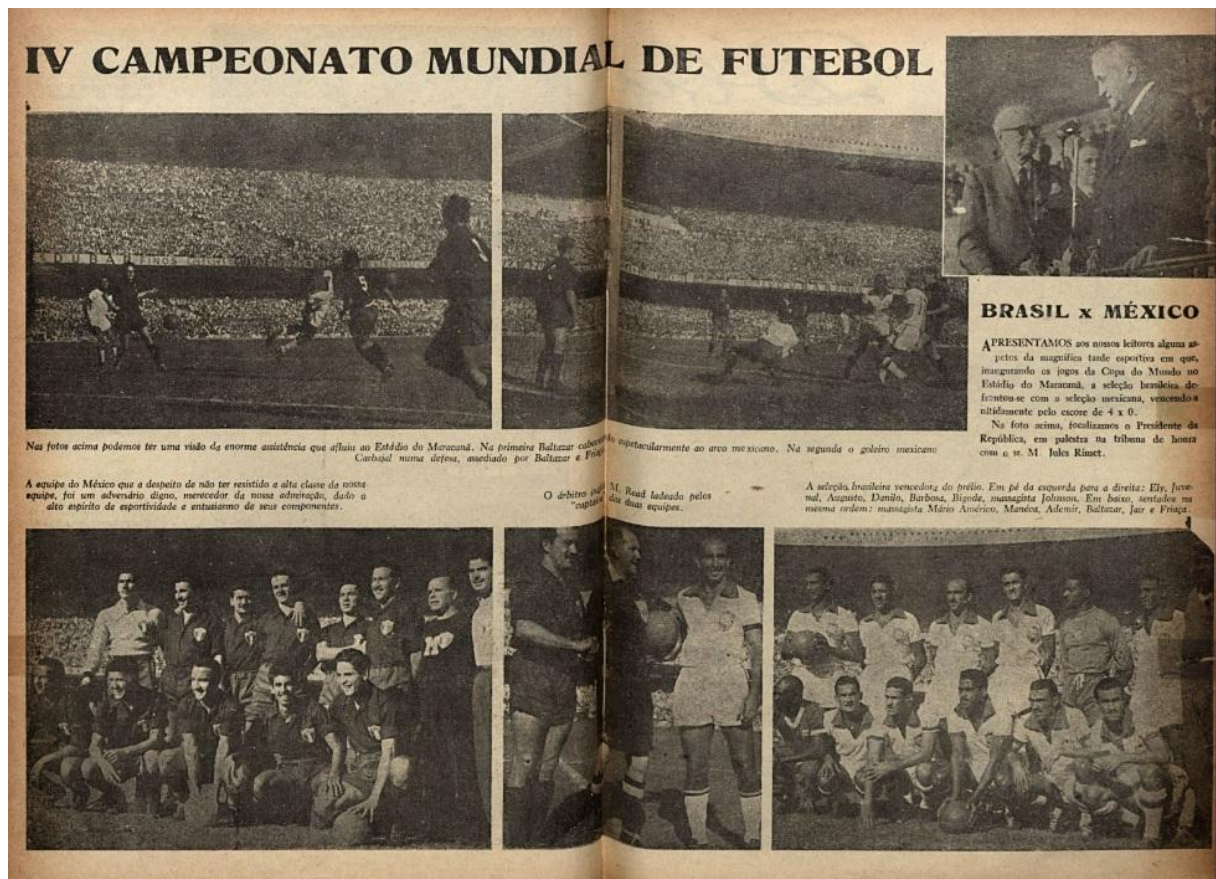 IV CAMPEONATO MUNDIAL DE FUTEBOL
BRASIL x MÉXICO
APRESENTAMOS aos nossos leitores alguns as-
petos da magnífica tarde esportiva em que,
inaugurando os jogos da Copa do Mundo no
Estádio do Maracanã, a seleção brasileira de-
frontou-se com a seleção mexicana, vencendo-a
nitidamente pelo escore de 4 x 0.
Na foto acima, focalizamos o Presidente da
República, em palestra na tribuna de honra
com o sr. M. Jules Rimet.
DUBA FINOS
Nas fotos acima podemos ter uma visão da enorme assistência que afluiu ao Estádio do Maracanã. Na primeira Baltazar espetacularmente ao arco mexicano. Na segunda o goleiro mexicano
Carbajal numa defesa, assediado por Baltazar e Friaça
A equipe do México que a despeito de não ter resistido a alta classe da nossa
equipe, foi um adversário digno, merecedor da nossa admiração, dado o
alto espírito de esportividade e entusiasmo de seus componentes.
O árbitro M. Read ladeado pelos
das duas equipes.
A seleção brasileira vencedora do prélio. Em pé da esquerda para a direita: Ely, Juve-
nal, Augusto, Danilo, Barbosa, Bigode, massagista Johnson. Em baixo, sentados na
mesma ordem: massagista Mário Américo, Manéca, Ademir, Baltazar, Jair e Friaça.